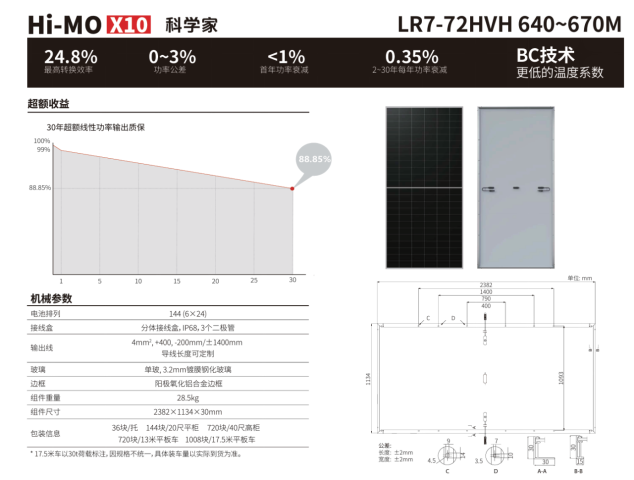 Hi-MO X10 科学家
LR7-72HVH 640~670M
24.8% 0~3% <1% 0.35% BC技术
最高转换效率 功率公差 首年功率衰减 2~30年每年功率衰减 更低的温度系数
超额收益
30年超额线性功率输出质保
100%
99%
88.85%
88.85%
1 5 10 15 20 25 30
机械参数
电池排列 144 (6×24)
接线盒 分体接线盒, IP68, 3个二极管
输出线 4mm², +400, -200mm/±1400mm
导线长度可定制
玻璃 单玻, 3.2mm镀膜钢化玻璃
边框 阳极氧化铝合金边框
组件重量 28.5kg
组件尺寸 2382×1134×30mm
包装信息 36块/托 144块/20尺平柜 720块/40尺高柜
720块/13米平板车 1008块/17.5米平板车
* 17.5米车以30t荷载标注, 因规格不统一, 具体装车量以实际到货为准。
单位: mm
2382
1400
790
400
C D
1134
1093
B B
A A
公差:
长度: ±2mm
宽度: ±2mm
9 7
4.5 14 3.5 10
30 30 30 15
C D A-A B-B